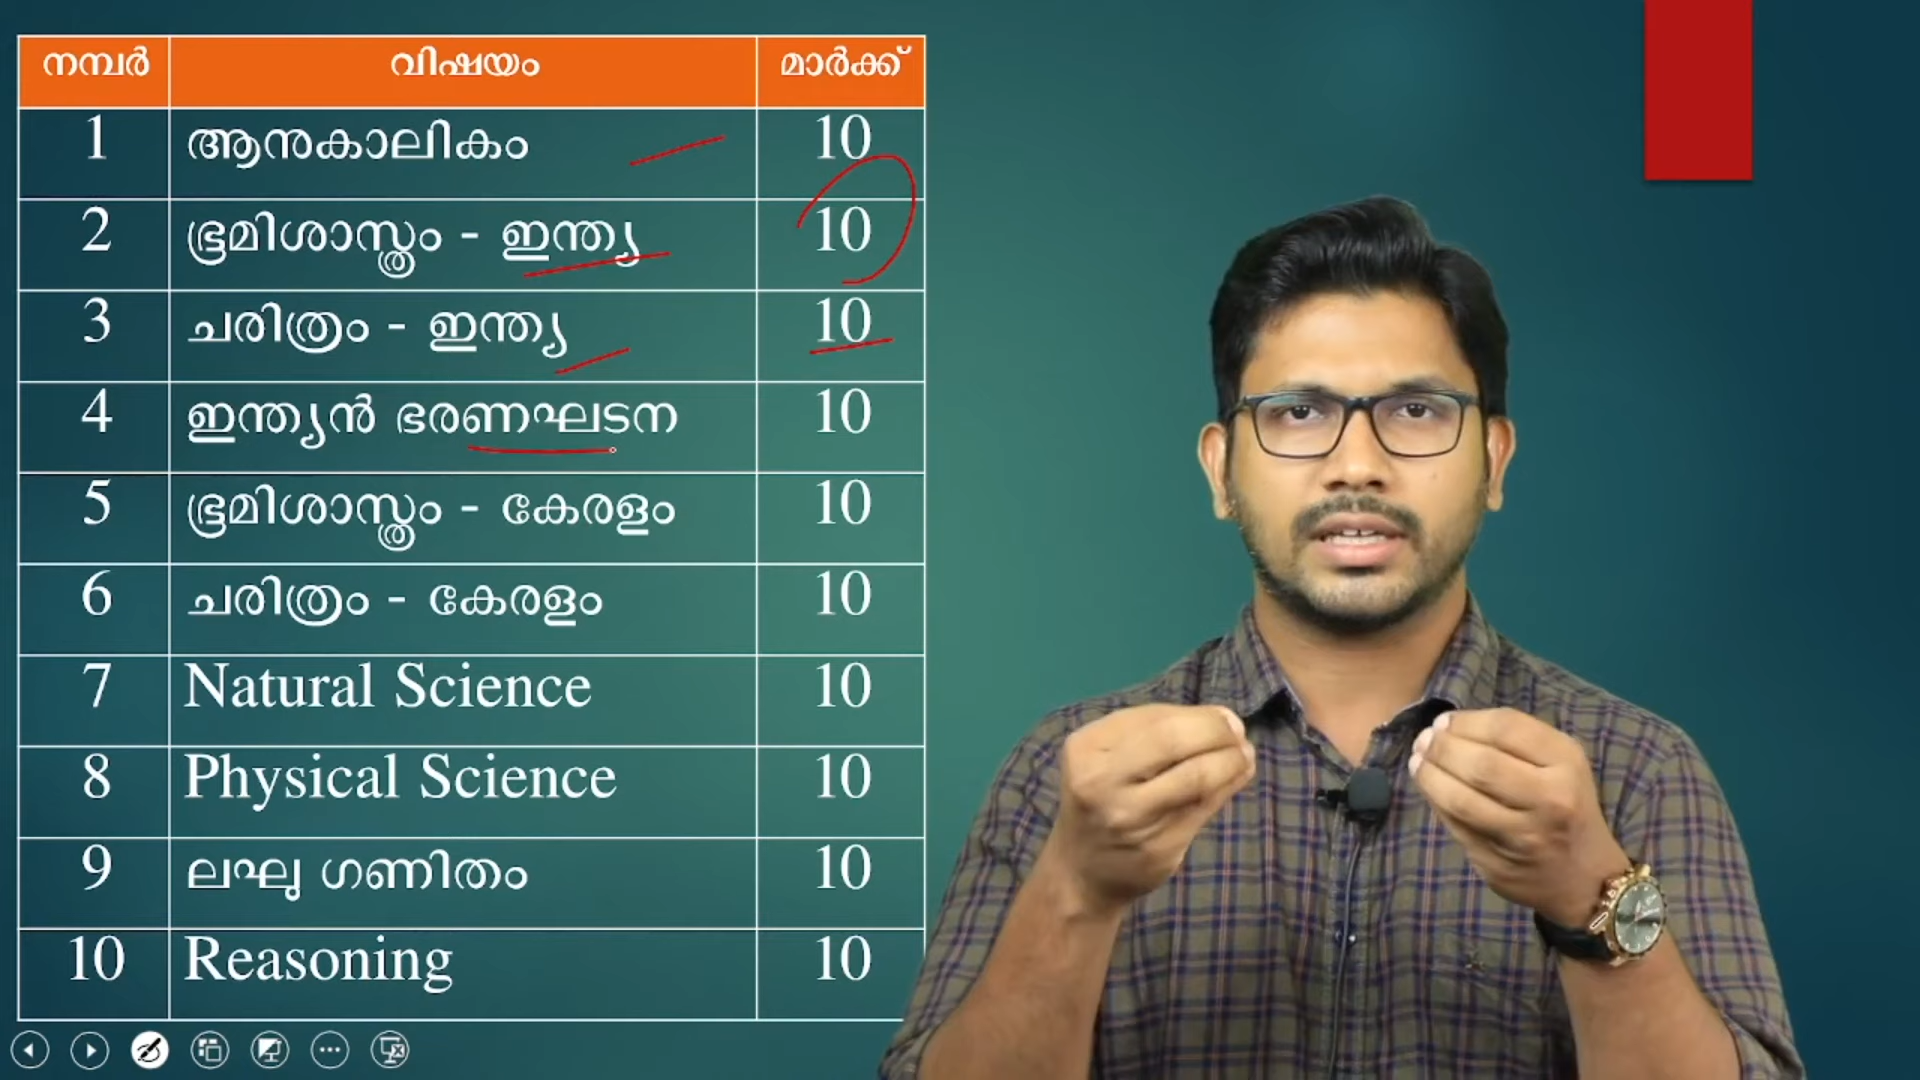 നമ്പർ വിഷയം മാർക്ക്
1 ആനുകാലികം 10
2 ഭൂമിശാസ്ത്രം - ഇന്ത്യ 10
3 ചരിത്രം - ഇന്ത്യ 10
4 ഇന്ത്യൻ ഭരണഘടന 10
5 ഭൂമിശാസ്ത്രം - കേരളം 10
6 ചരിത്രം - കേരളം 10
7 Natural Science 10
8 Physical Science 10
9 ലഘു ഗണിതം 10
10 Reasoning 10